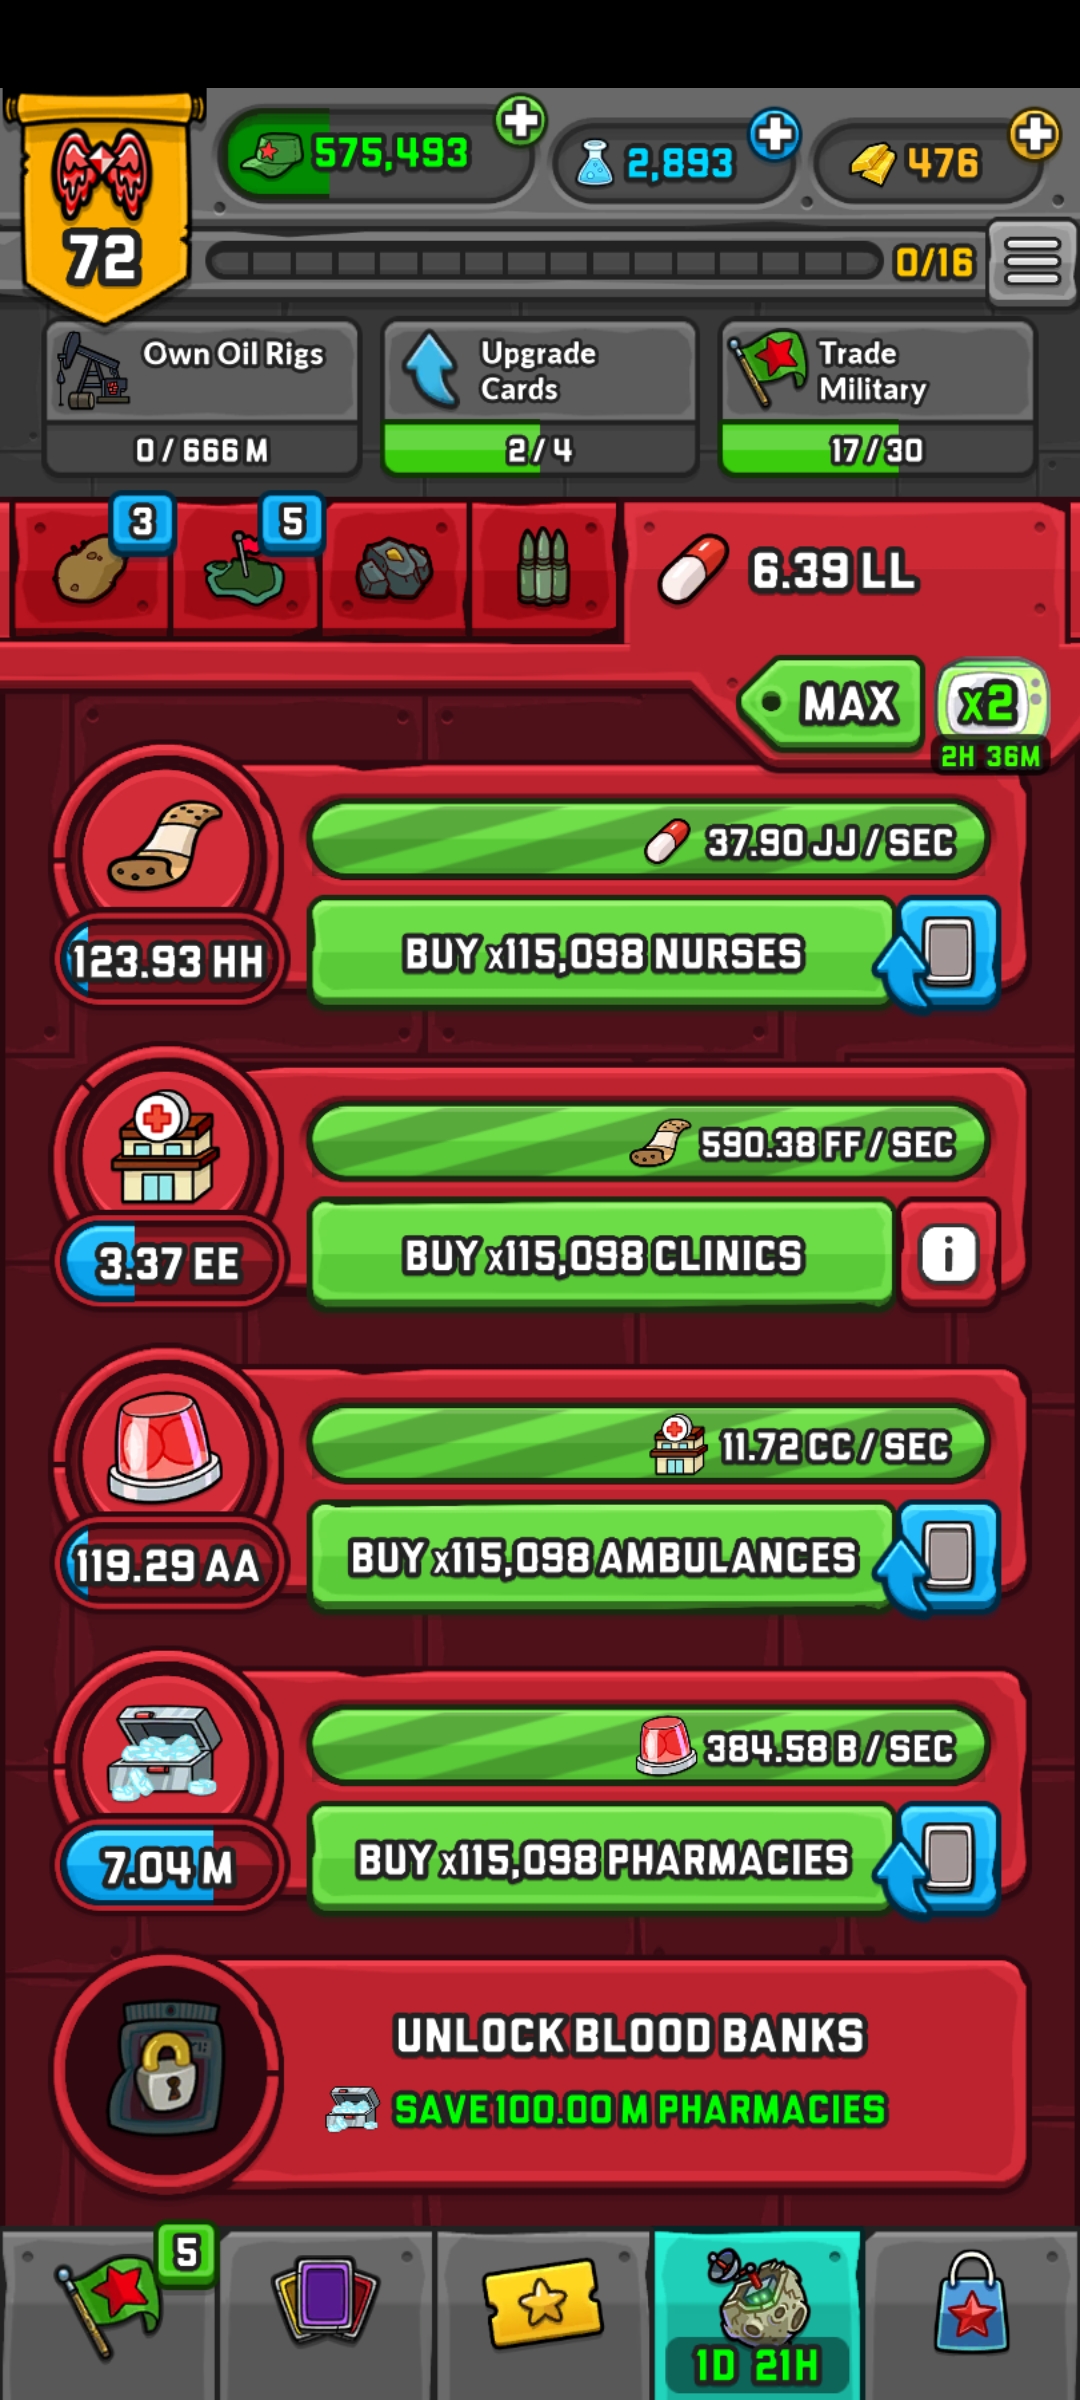 575,493
2,893
476
72
0/16
Own Oil Rigs
0 / 666 M
Upgrade
Cards
2 / 4
Trade
Military
17 / 30
3
5
6.39 LL
MAX
x2
2H 36M
37.90 JJ / SEC
123.93 HH
BUY x115,098 NURSES
590.38 FF / SEC
3.37 EE
BUY x115,098 CLINICS
i
11.72 CC / SEC
119.29 AA
BUY x115,098 AMBULANCES
384.58 B / SEC
7.04 M
BUY x115,098 PHARMACIES
UNLOCK BLOOD BANKS
SAVE 100.00 M PHARMACIES
5
1D 21H